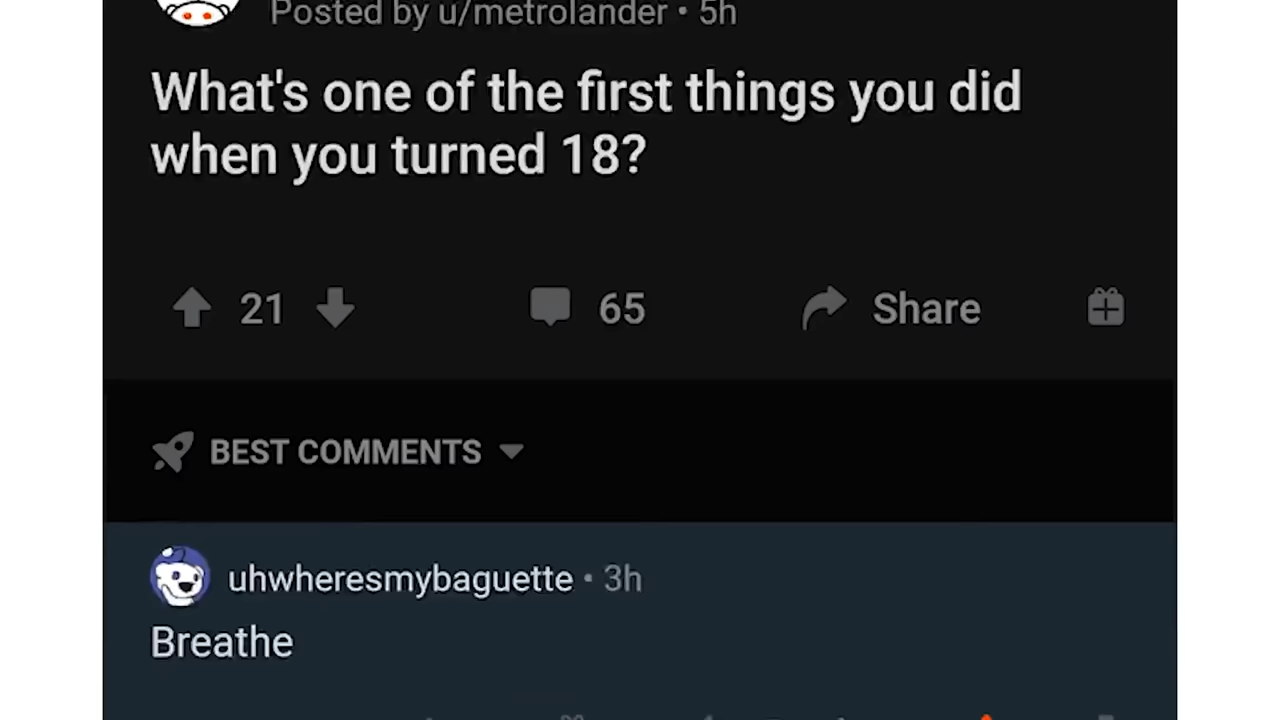 Posted by u/metrolander • 5h
What's one of the first things you did
when you turned 18?
21 65 Share
BEST COMMENTS
uhwheresmybaguette • 3h
Breathe